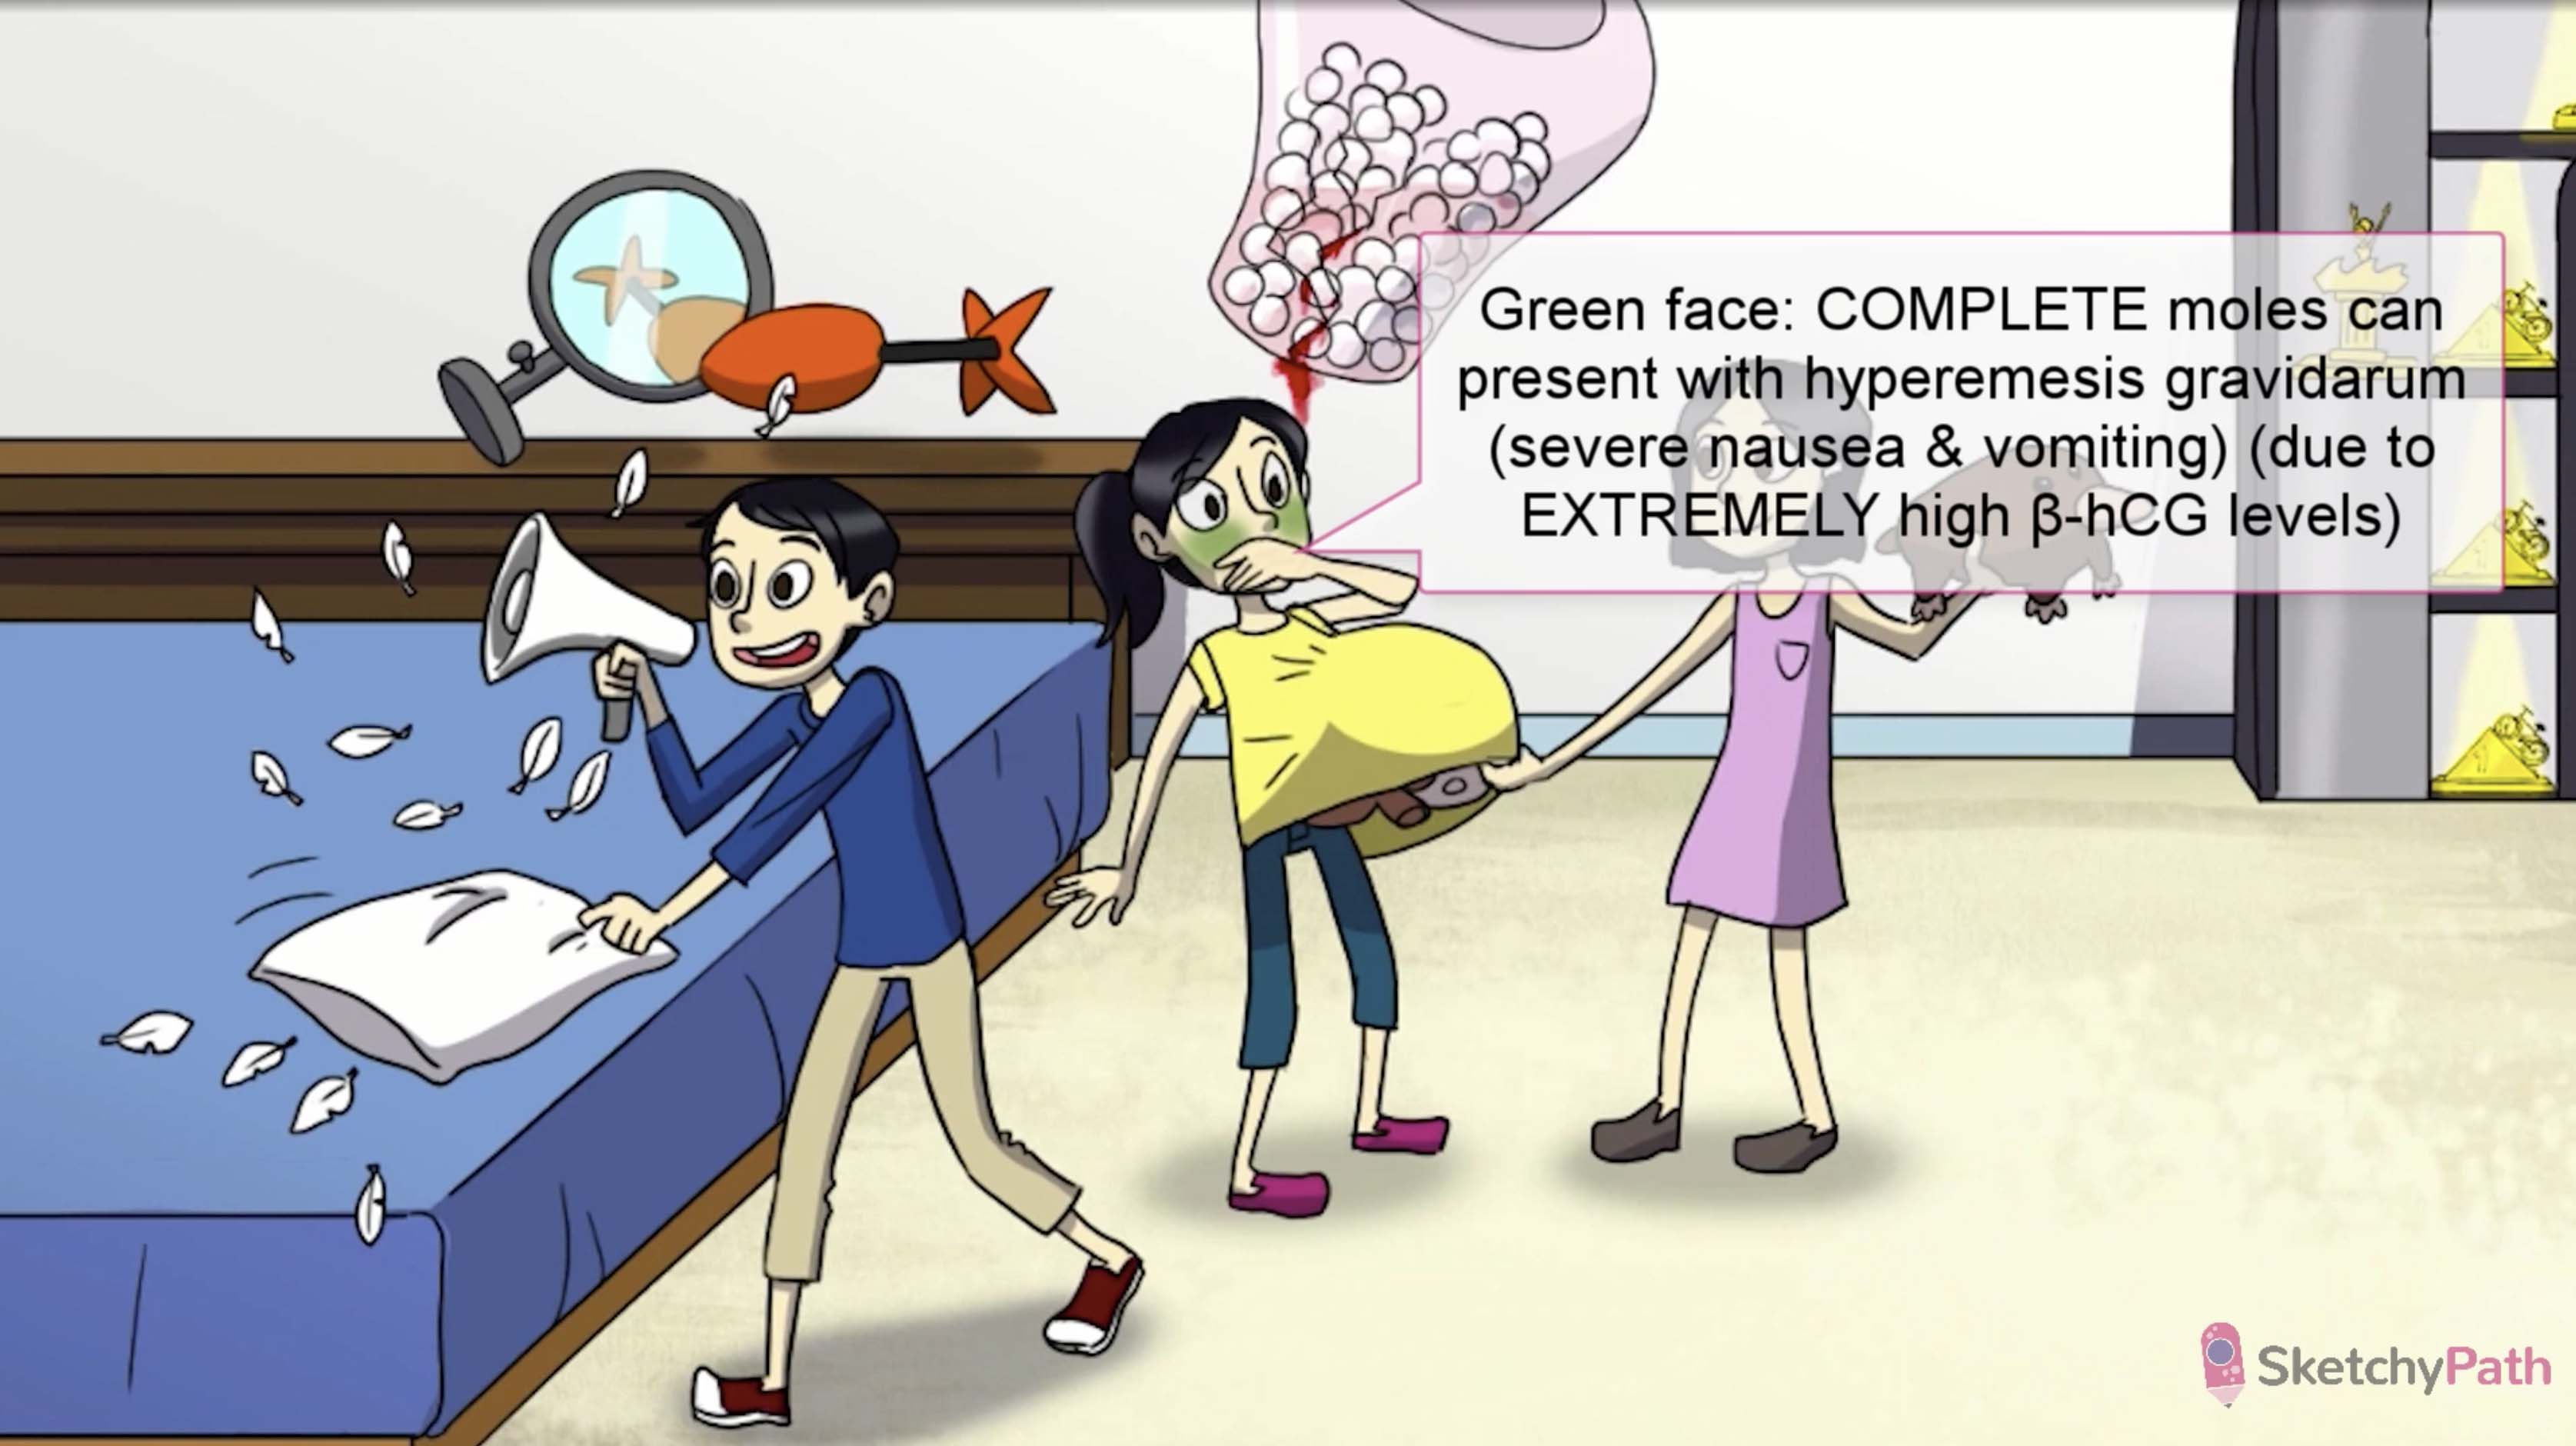 Green face: COMPLETE moles can
present with hyperemesis gravidarum
(severe nausea & vomiting) (due to
EXTREMELY high β-hCG levels)
SketchyPath